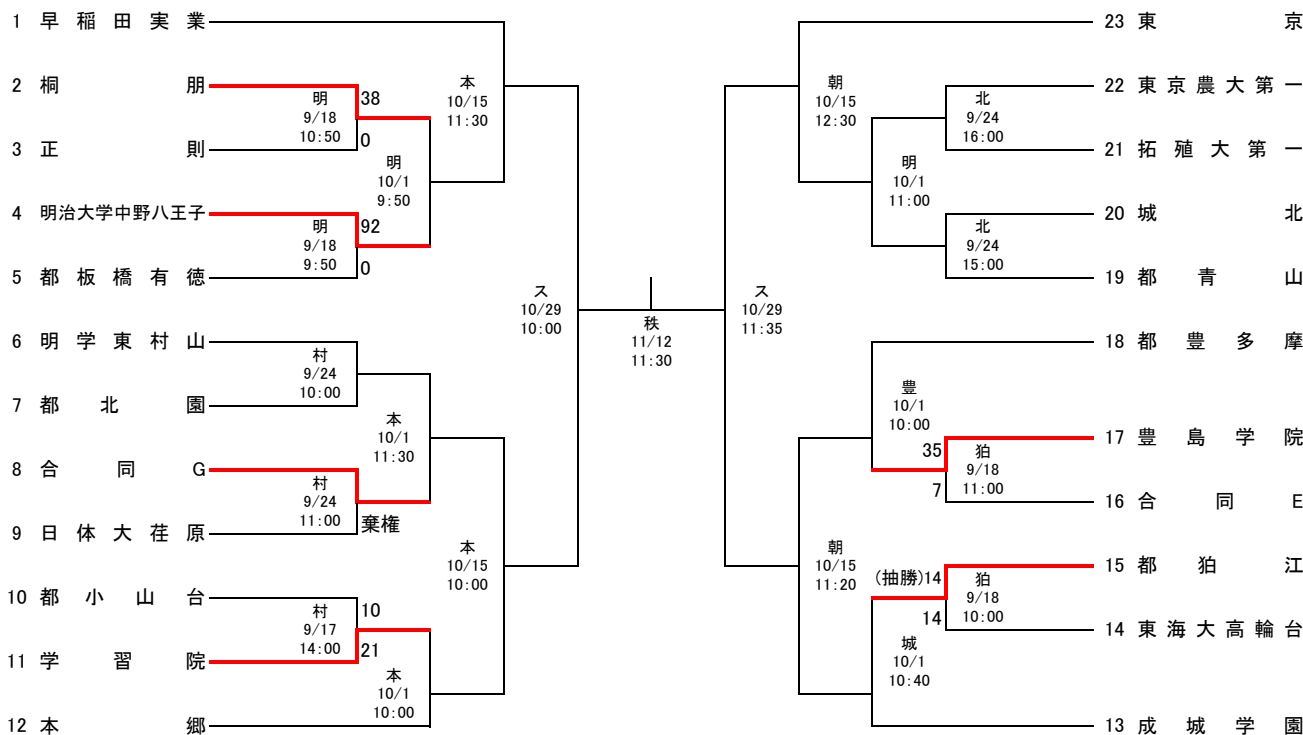 1 早稲田実業
2 桐朋
3 正則
4 明治大学中野八王子
5 都板橋有徳
6 明学東村山
7 都北園
8 合同G
9 日体大荏原
10 都小山台
11 学習院
12 本郷
明
9/18
10:50
38
0
明
9/18
9:50
92
0
村
9/24
10:00
村
9/24
11:00
棄権
村
9/17
14:00
10
21
明
10/1
9:50
本
10/1
11:30
本
10/1
10:00
本
10/15
11:30
本
10/15
10:00
ス
10/29
10:00
秩
11/12
11:30
ス
10/29
11:35
朝
10/15
12:30
朝
10/15
11:20
明
10/1
11:00
豊
10/1
10:00
城
10/1
10:40
北
9/24
16:00
北
9/24
15:00
35
7
狛
9/18
11:00
(抽勝)14
14
狛
9/18
10:00
23 東京
22 東京農大第一
21 拓殖大第一
20 城北
19 都青山
18 都豊多摩
17 豊島学院
16 合同E
15 都狛江
14 東海大高輪台
13 成城学園